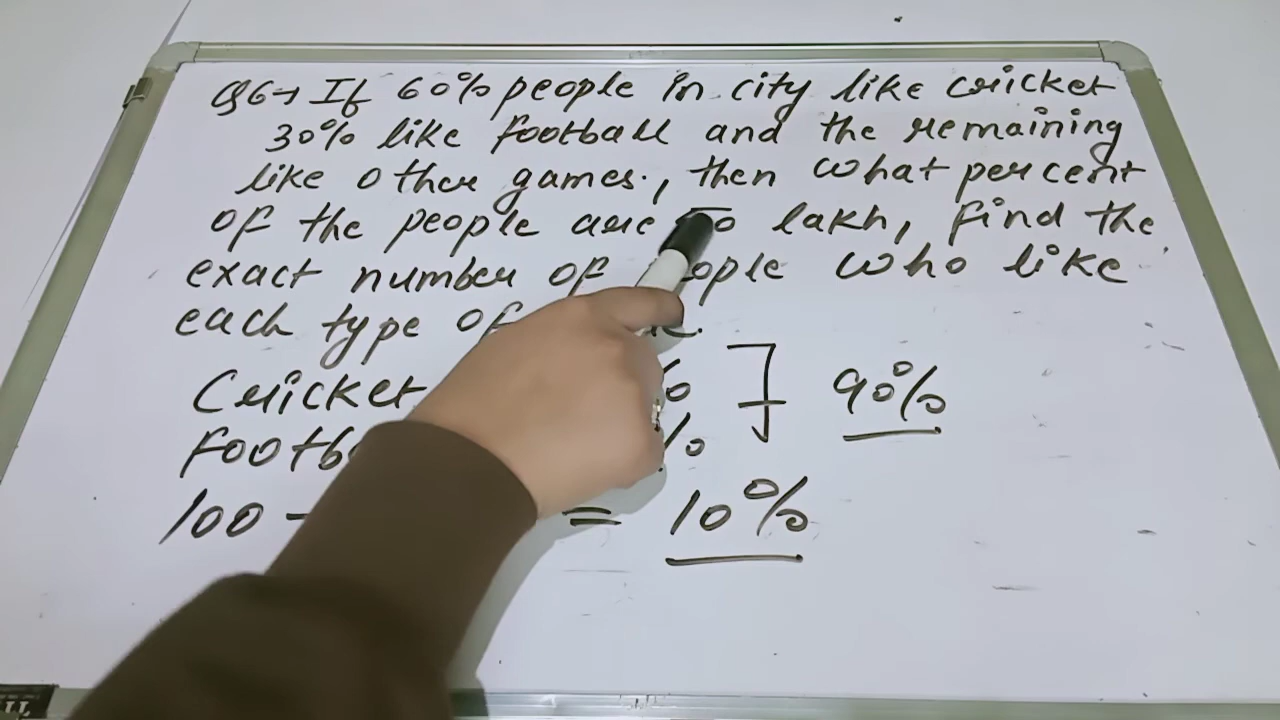 Q6→ If 60% people in city like cricket
30% like football and the remaining
like other games., then what percent
of the people are 50 lakh, find the
exact number of who like
each type of
Cricket % ] 90%
% 
100 - = 10%